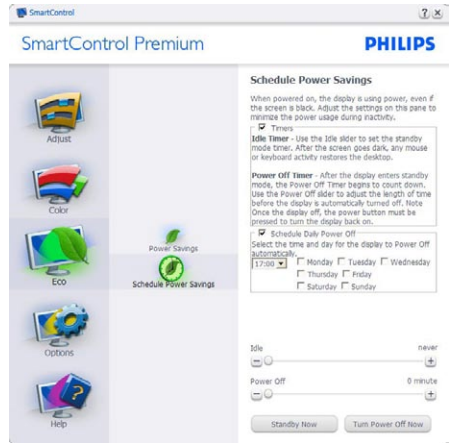 SmartControl
SmartControl Premium
PHILIPS
Adjust
Color
Eco
Options
Help
Power Savings
Schedule Power Savings
Schedule Power Savings
When powered on, the display is using power, even if
the screen is black. Adjust the settings on this pane to
minimize the power usage during inactivity.
Timers
Idle Timer - Use the Idle slider to set the standby
mode timer. After the screen goes dark, any mouse
or keyboard activity restores the desktop.
Power Off Timer - After the display enters standby
mode, the Power Off Timer begins to count down.
Use the Power Off slider to adjust the length of time
before the display is automatically turned off. Note
Once the display off, the power button must be
pressed to turn the display back on.
Schedule Daily Power Off
Select the time and day for the display to Power Off
automatically.
17:00 Monday Tuesday Wednesday
Thursday Friday
Saturday Sunday
Idle never
Power Off 0 minute
Standby Now Turn Power Off Now